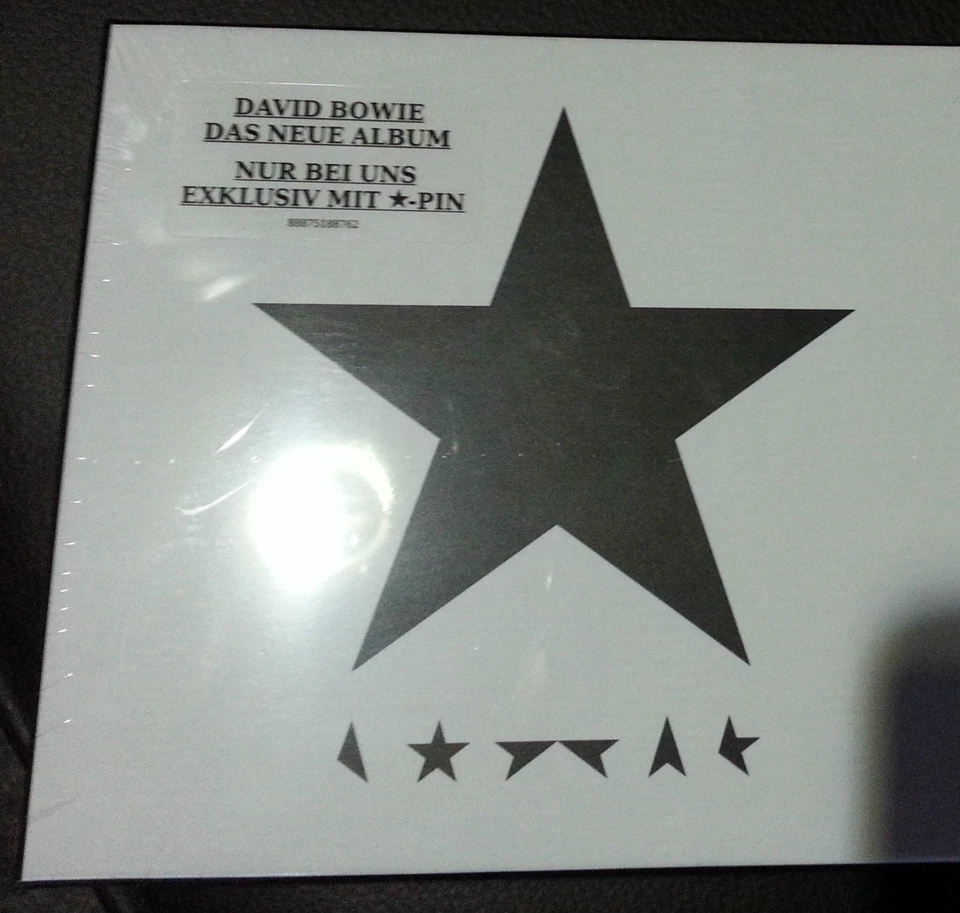 DAVID BOWIE
DAS NEUE ALBUM
NUR BEI UNS
EXKLUSIV MIT ★-PIN